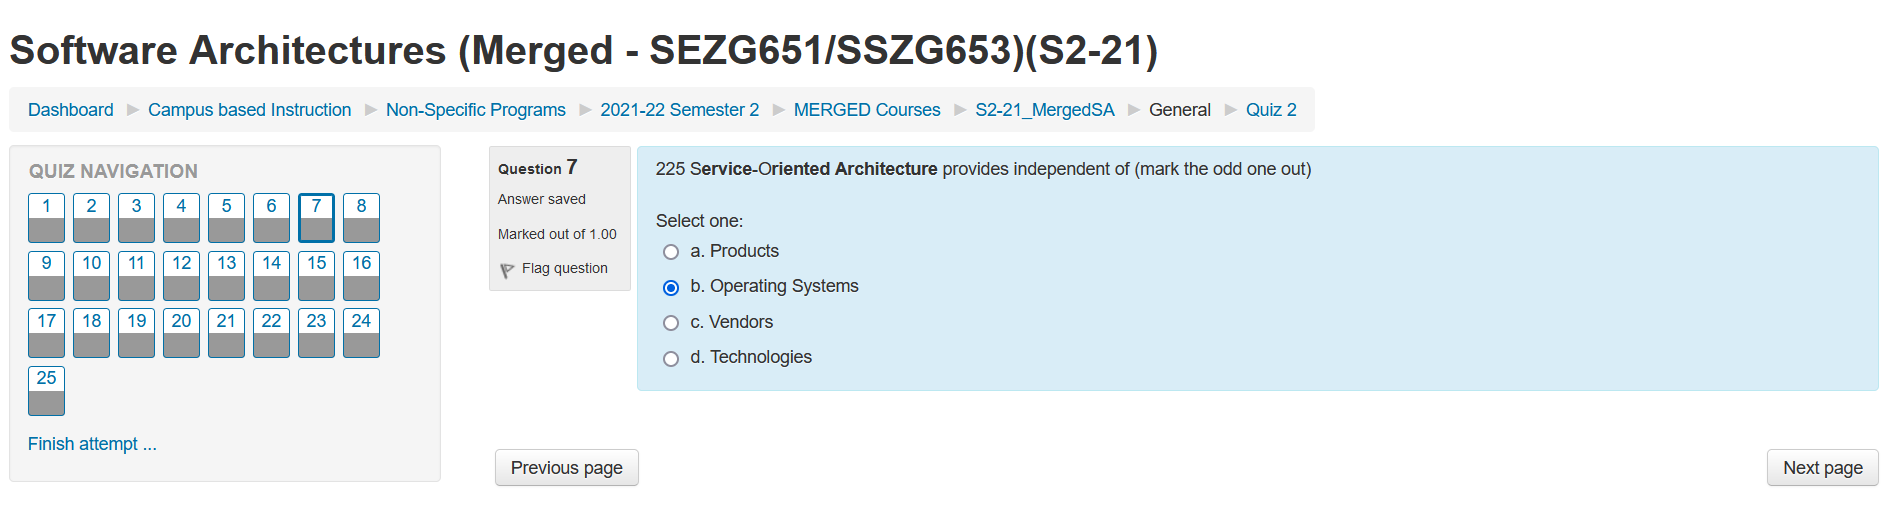 Software Architectures (Merged - SEZG651/SSZG653)(S2-21)
Dashboard ► Campus based Instruction ► Non-Specific Programs ► 2021-22 Semester 2 ► MERGED Courses ► S2-21_MergedSA ► General ► Quiz 2
QUIZ NAVIGATION
1 2 3 4 5 6 7 8
9 10 11 12 13 14 15 16
17 18 19 20 21 22 23 24
25
Finish attempt ...
Question 7
Answer saved
Marked out of 1.00
Flag question
225 Service-Oriented Architecture provides independent of (mark the odd one out)
Select one:
a. Products
b. Operating Systems
c. Vendors
d. Technologies
Previous page
Next page